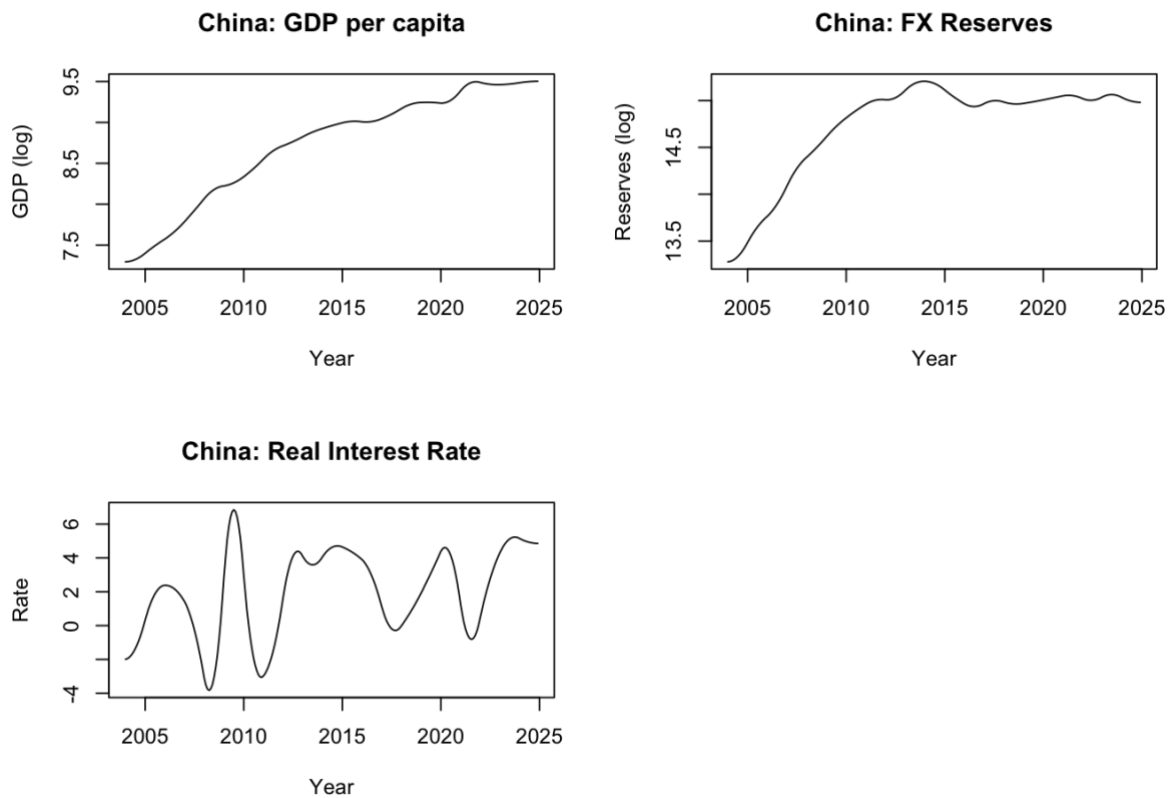 China: GDP per capita
9.5
8.5
7.5
GDP (log)
2005 2010 2015 2020 2025
Year
China: FX Reserves
14.5
13.5
Reserves (log)
2005 2010 2015 2020 2025
Year
China: Real Interest Rate
6
4
2
0
-4
Rate
2005 2010 2015 2020 2025
Year